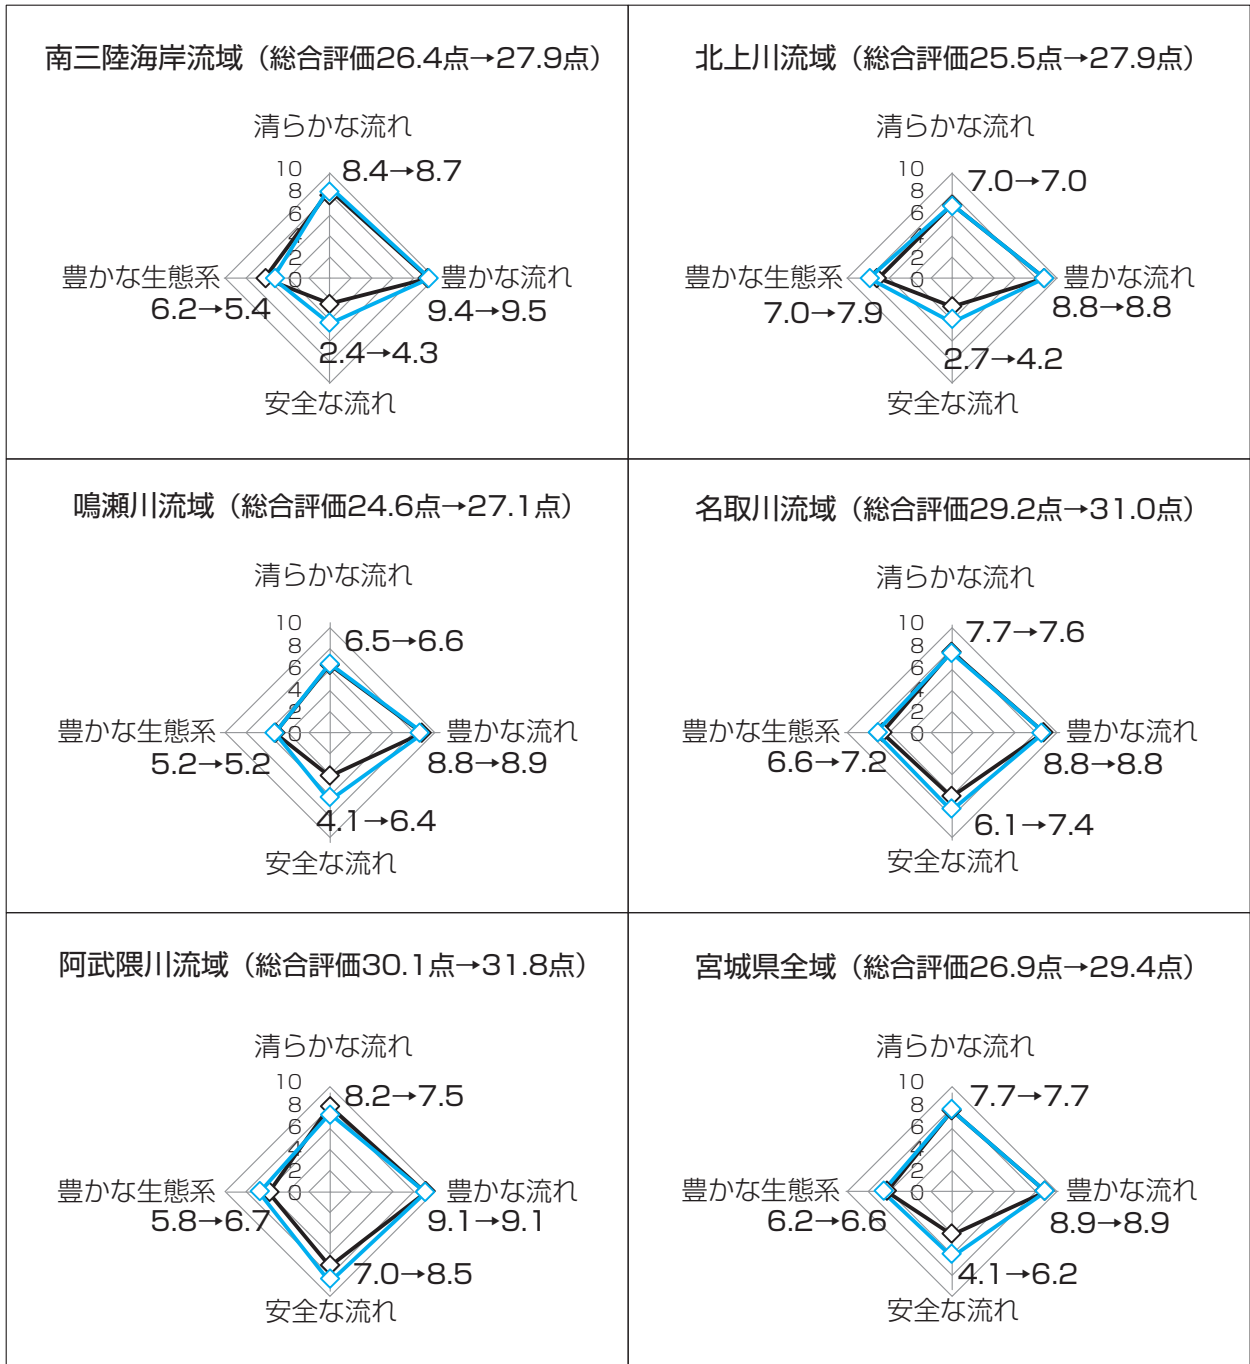 南三陸海岸流域（総合評価26.4点→27.9点）
清らかな流れ
10
8
6
4
2
0
8.4→8.7
豊かな生態系
6.2→5.4
豊かな流れ
9.4→9.5
2.4→4.3
安全な流れ
北上川流域（総合評価25.5点→27.9点）
清らかな流れ
10
8
6
4
2
0
7.0→7.0
豊かな生態系
7.0→7.9
豊かな流れ
8.8→8.8
2.7→4.2
安全な流れ
鳴瀬川流域（総合評価24.6点→27.1点）
清らかな流れ
10
8
6
4
2
0
6.5→6.6
豊かな生態系
5.2→5.2
豊かな流れ
8.8→8.9
4.1→6.4
安全な流れ
名取川流域（総合評価29.2点→31.0点）
清らかな流れ
10
8
6
4
2
0
7.7→7.6
豊かな生態系
6.6→7.2
豊かな流れ
8.8→8.8
6.1→7.4
安全な流れ
阿武隈川流域（総合評価30.1点→31.8点）
清らかな流れ
10
8
6
4
2
0
8.2→7.5
豊かな生態系
5.8→6.7
豊かな流れ
9.1→9.1
7.0→8.5
安全な流れ
宮城県全域（総合評価26.9点→29.4点）
清らかな流れ
10
8
6
4
2
0
7.7→7.7
豊かな生態系
6.2→6.6
豊かな流れ
8.9→8.9
4.1→6.2
安全な流れ